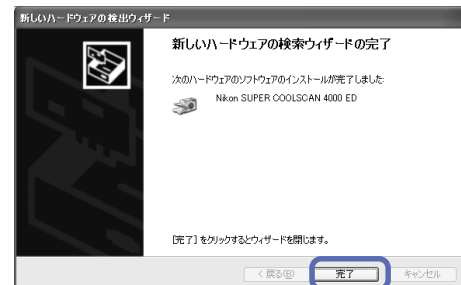 新しいハードウェアの検出ウィザード
新しいハードウェアの検索ウィザードの完了
次のハードウェアのソフトウェアのインストールが完了しました:
Nikon SUPER COOLSCAN 4000 ED
[完了] をクリックするとウィザードを閉じます。
< 戻る(B)
完了
キャンセル